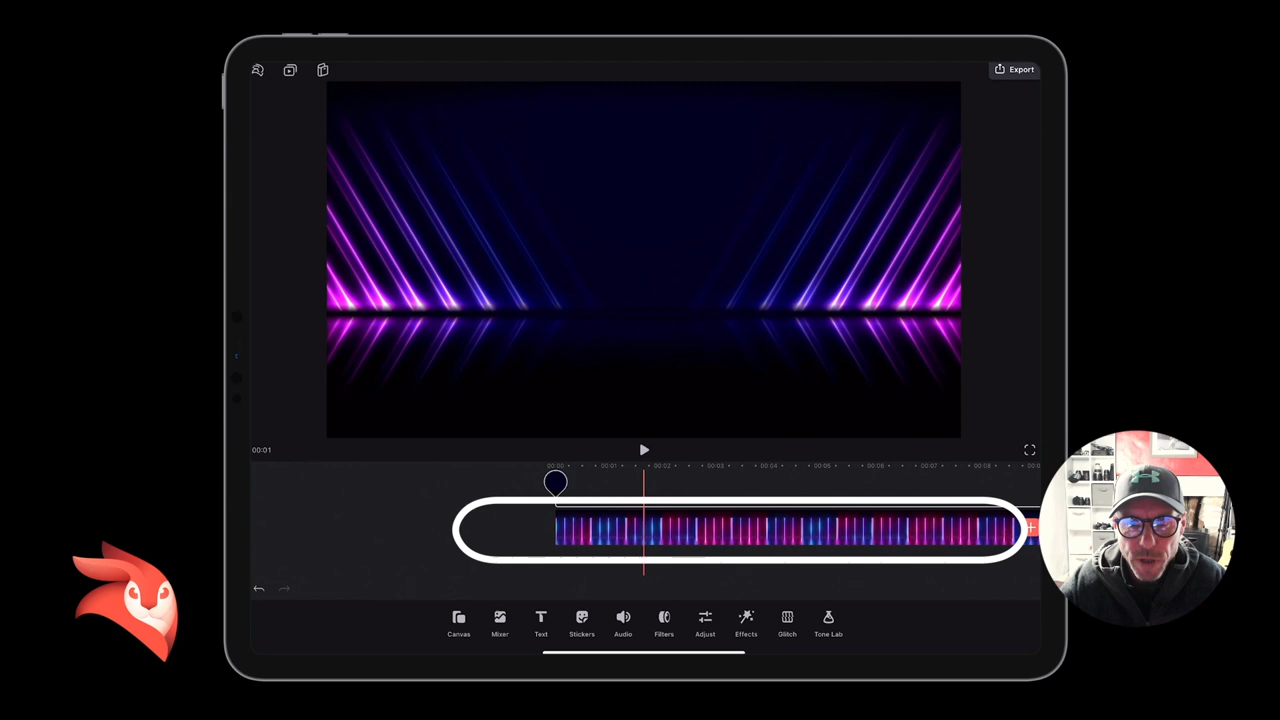 Export
00:01
00:00 00:01 00:02 00:03 00:04 00:05 00:06 00:07 00:08
Canvas Mixer Text Stickers Audio Filters Adjust Effects Glitch Tone Lab